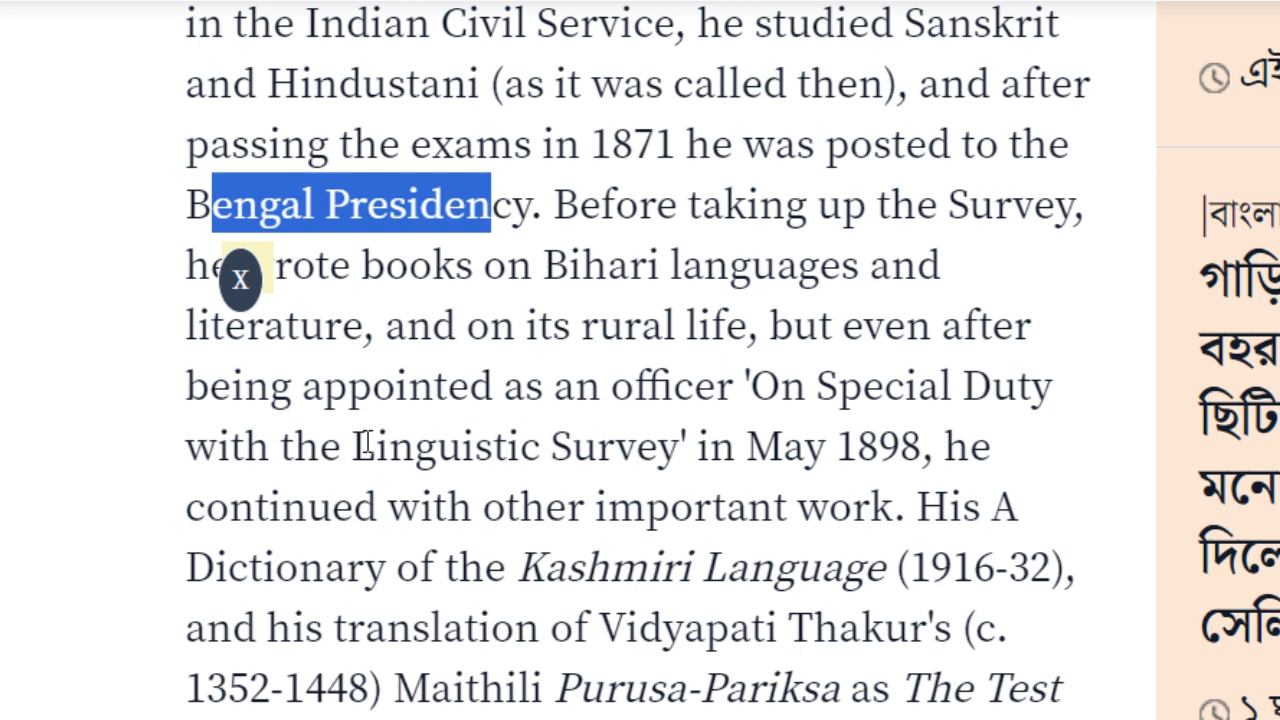 in the Indian Civil Service, he studied Sanskrit
and Hindustani (as it was called then), and after
passing the exams in 1871 he was posted to the
Bengal Presidency. Before taking up the Survey,
he rote books on Bihari languages and
x
literature, and on its rural life, but even after
being appointed as an officer 'On Special Duty
with the Linguistic Survey' in May 1898, he
continued with other important work. His A
Dictionary of the Kashmiri Language (1916-32),
and his translation of Vidyapati Thakur's (c.
1352-1448) Maithili Purusa-Pariksa as The Test
মনে